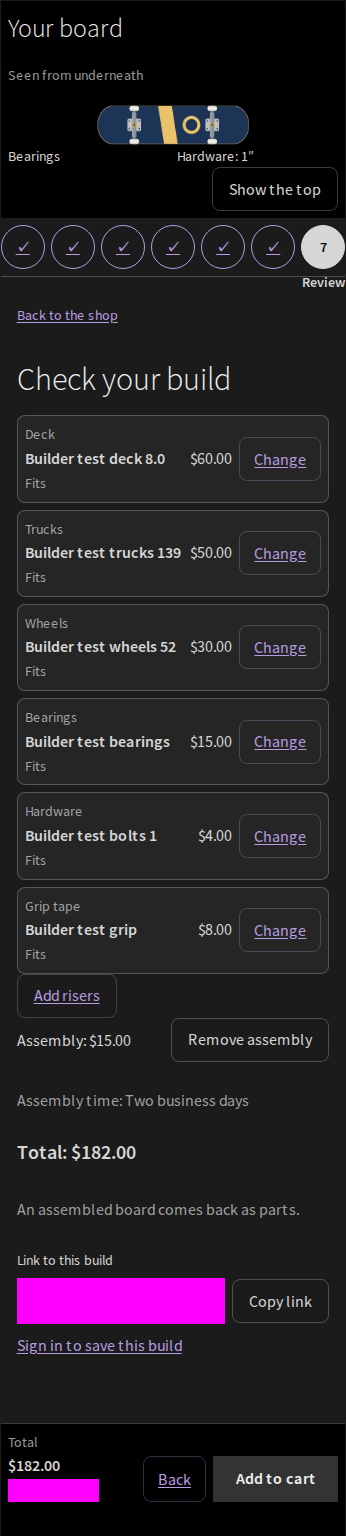 Your board
Seen from underneath
Bearings
Hardware: 1″
Show the top
✓ ✓ ✓ ✓ ✓ ✓ 7
Review
Back to the shop
Check your build
Deck
Builder test deck 8.0 $60.00 Change
Fits
Trucks
Builder test trucks 139 $50.00 Change
Fits
Wheels
Builder test wheels 52 $30.00 Change
Fits
Bearings
Builder test bearings $15.00 Change
Fits
Hardware
Builder test bolts 1 $4.00 Change
Fits
Grip tape
Builder test grip $8.00 Change
Fits
Add risers
Assembly: $15.00 Remove assembly
Assembly time: Two business days
Total: $182.00
An assembled board comes back as parts.
Link to this build
Copy link
Sign in to save this build
Total
$182.00
Back
Add to cart